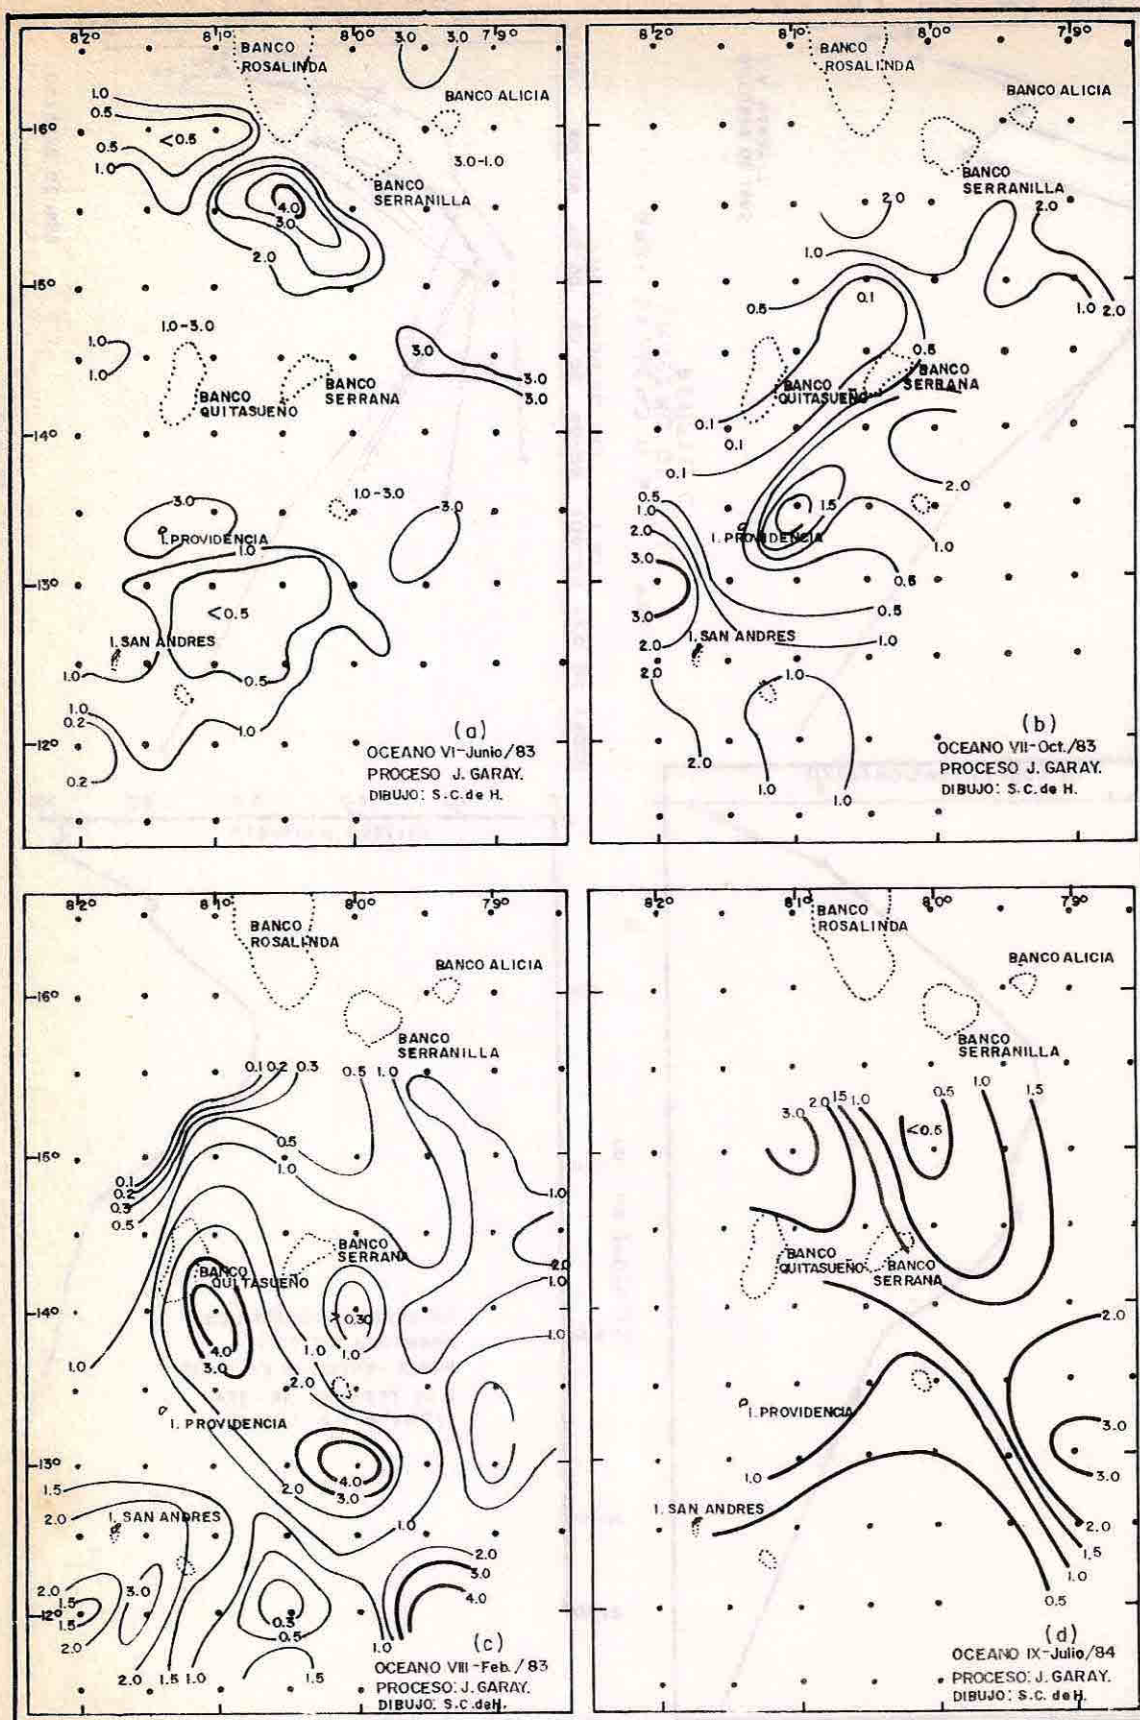 82° 81° 80° 79°
3.0 3.0
BANCO
ROSALINDA
BANCO ALICIA
1.0
0.5
16°
<0.5
0.5
1.0
3.0-1.0
BANCO
SERRANILLA
4.0
3.0
2.0
15°
1.0-3.0
1.0
1.0
3.0
3.0
3.0
BANCO
QUITASUEÑO
BANCO
SERRANA
14°
3.0
1.0-3.0
3.0
I. PROVIDENCIA
1.0
13°
<0.5
I. SAN ANDRES
1.0
0.5
1.0
0.2
1.0
12°
0.2
(a)
OCEANO VI-Junio/83
PROCESO J. GARAY.
DIBUJO: S.C. de H.
82° 81° 80° 79°
BANCO
ROSALINDA
BANCO ALICIA
BANCO
SERRANILLA
2.0
2.0
1.0
0.5
0.1
1.0
2.0
0.5
0.5
BANCO
SERRANA
BANCO
QUITASUEÑO
0.1
0.1
0.1
2.0
0.5
1.0
2.0
1.5
I. PROVIDENCIA
1.0
3.0
0.5
3.0
0.5
I. SAN ANDRES
2.0
1.0
2.0
1.0
2.0
1.0
1.0
(b)
OCEANO VII-Oct./83
PROCESO J. GARAY.
DIBUJO: S.C. de H.
82° 81° 80° 79°
BANCO
ROSALINDA
BANCO ALICIA
16°
BANCO
SERRANILLA
0.1 0.2 0.3 0.5 1.0
0.5
15°
1.0
0.1
0.2
0.3
0.5
1.0
BANCO
SERRANA
2.0
BANCO
QUITASUEÑO
1.0
14°
>0.30
1.0
4.0
1.0
1.0
3.0
1.0
2.0
I. PROVIDENCIA
13°
4.0
2.0
3.0
1.5
2.0
I. SAN ANDRES
1.0
2.0
3.0
2.0
1.5
3.0
4.0
12°
1.5
0.3
2.0
0.5
1.0
2.0 1.5 1.0
1.5
(c)
OCEANO VIII-Feb./83
PROCESO: J. GARAY.
DIBUJO: S.C. de H.
82° 81° 80° 79°
BANCO
ROSALINDA
BANCO ALICIA
BANCO
SERRANILLA
3.0 2.0 1.5 1.0 0.5 1.0 1.5
<0.5
BANCO
QUITASUEÑO
BANCO
SERRANA
2.0
I. PROVIDENCIA
3.0
1.0
3.0
I. SAN ANDRES
2.0
1.5
1.0
0.5
(d)
OCEANO IX-Julio/84
PROCESO: J. GARAY.
DIBUJO: S.C. de H.